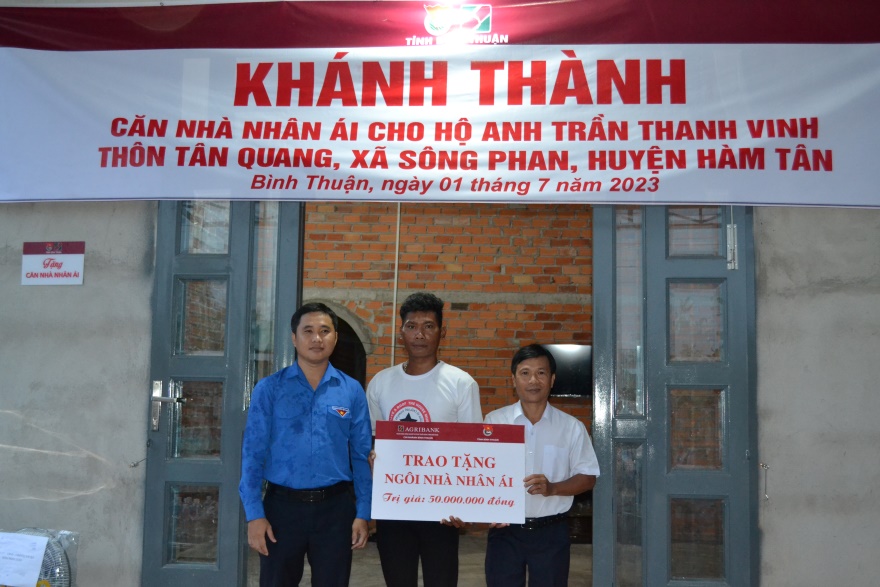 TỈNH THUẬN
KHÁNH THÀNH
CĂN NHÀ NHÂN ÁI CHO HỘ ANH TRẦN THANH VINH
THÔN TÂN QUANG, XÃ SÔNG PHAN, HUYỆN HÀM TÂN
Bình Thuận, ngày 01 tháng 7 năm 2023
Tặng
CĂN NHÀ NHÂN ÁI
AGRIBANK
TRAO TẶNG
NGÔI NHÀ NHÂN ÁI
Trị giá: 50.000.000 đồng